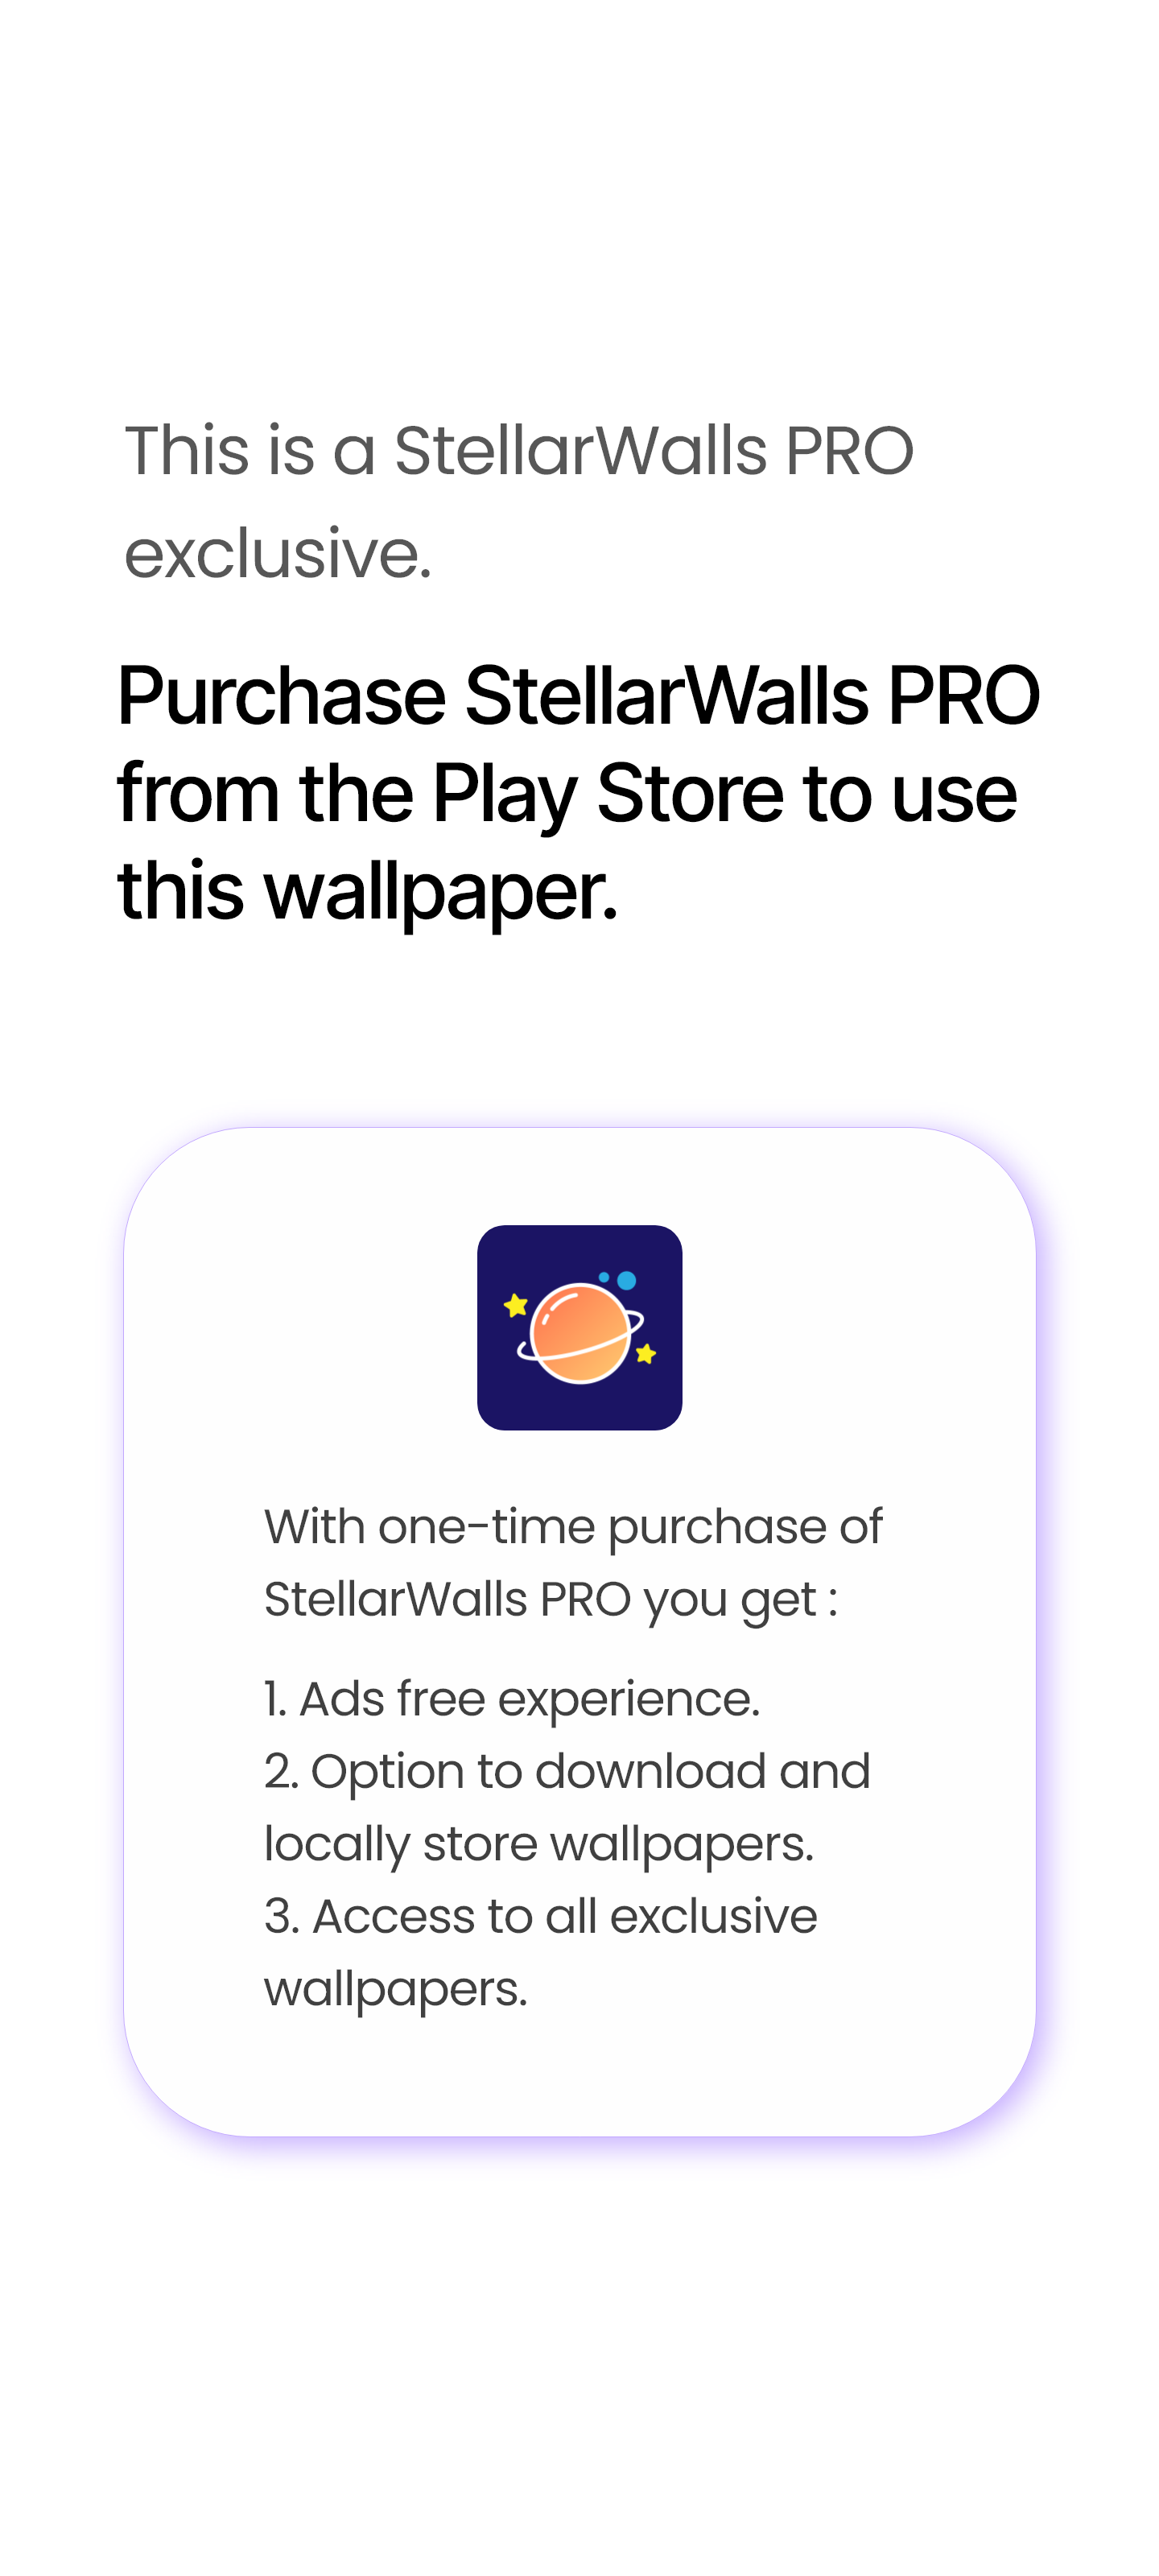 This is a StellarWalls PRO
exclusive.
Purchase StellarWalls PRO
from the Play Store to use
this wallpaper.
With one-time purchase of
StellarWalls PRO you get :
1. Ads free experience.
2. Option to download and
locally store wallpapers.
3. Access to all exclusive
wallpapers.